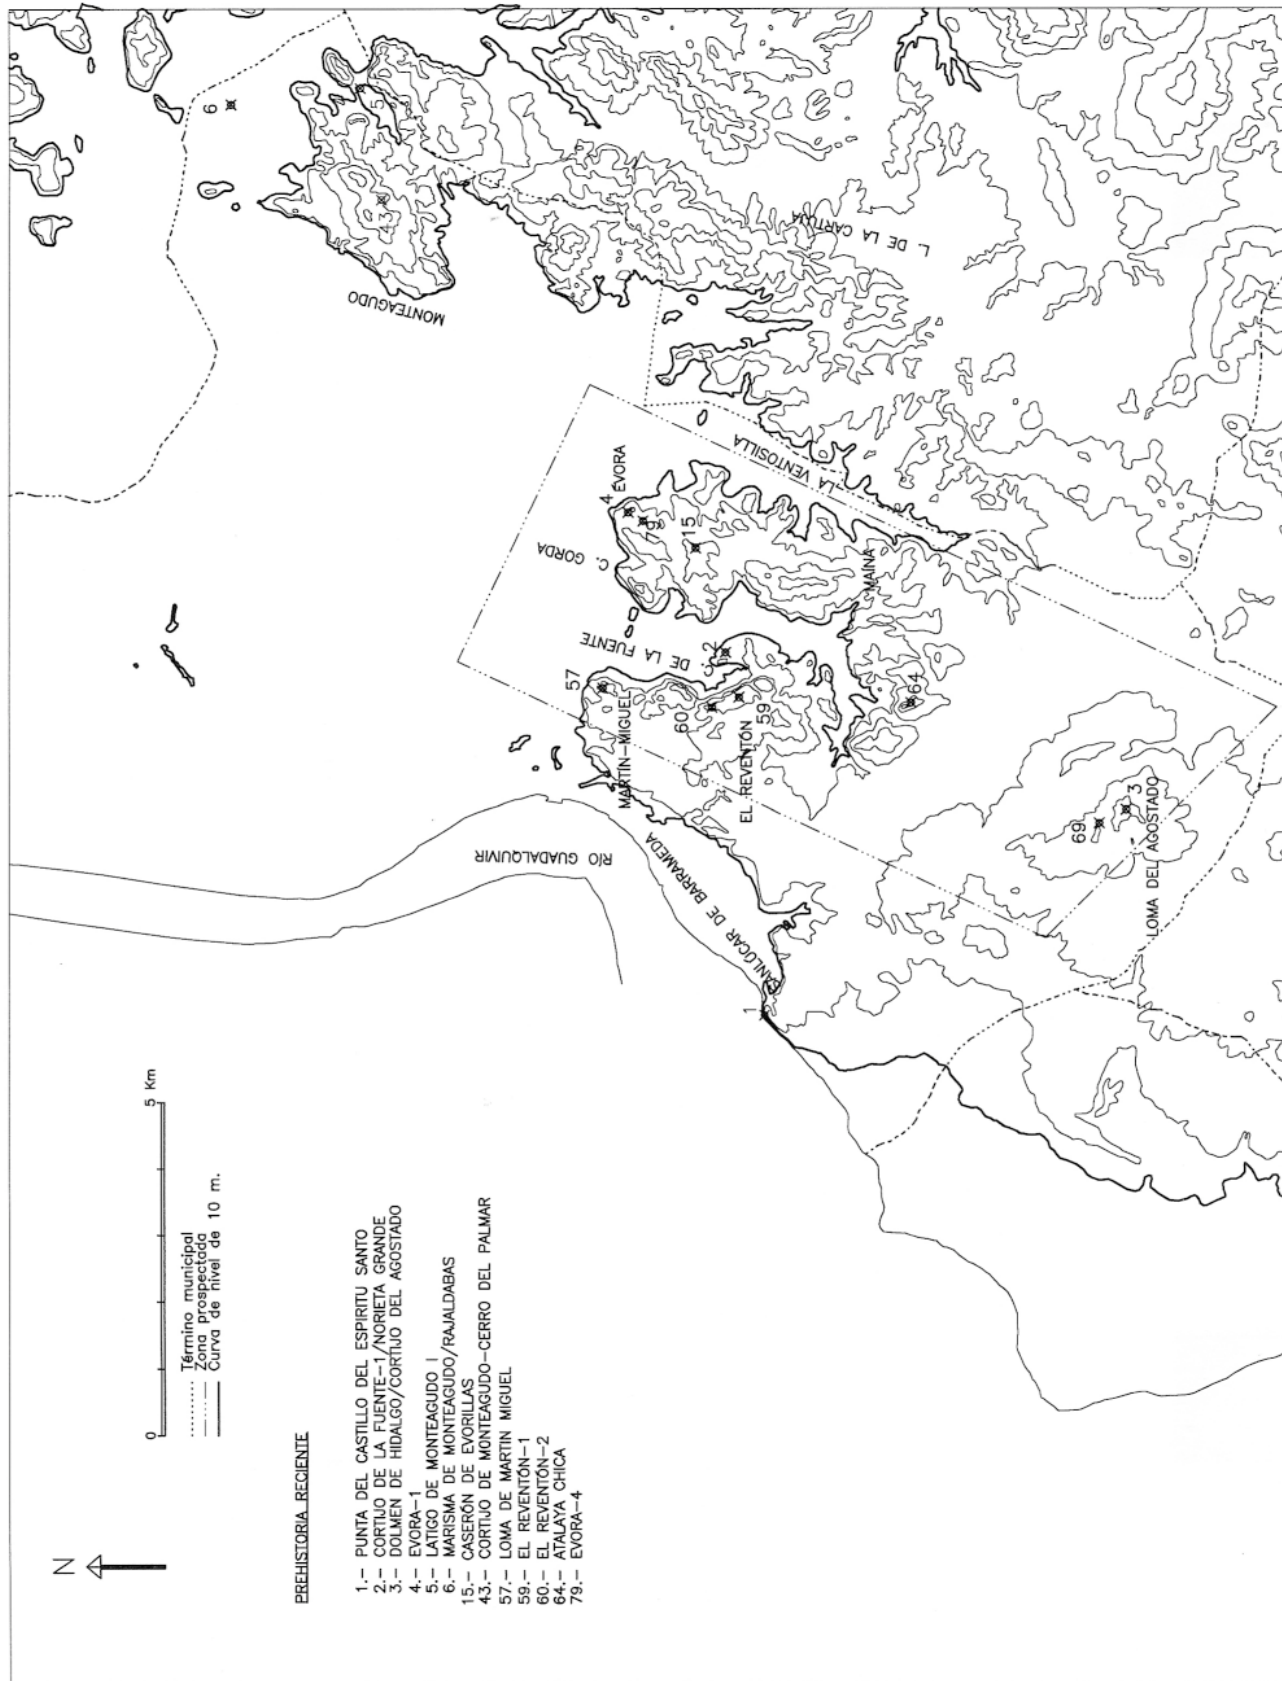 N
0
5 Km
Término municipal
Zona prospectada
Curva de nivel de 10 m.
PREHISTORIA RECIENTE
1.- PUNTA DEL CASTILLO DEL ESPIRITU SANTO
2.- CORTIJO DE LA FUENTE-1/NORIETA GRANDE
3.- DOLMEN DE HIDALGO/CORTIJO DEL AGOSTADO
4.- EVORA-1
5.- LATIGO DE MONTEAGUDO I
6.- MARISMA DE MONTEAGUDO/RAJALDABAS
15.- CASERÓN DE EVORILLAS
43.- CORTIJO DE MONTEAGUDO-CERRO DEL PALMAR
57.- LOMA DE MARTIN MIGUEL
59.- EL REVENTÓN-1
60.- EL REVENTÓN-2
64.- ATALAYA CHICA
79.- EVORA-4
RÍO GUADALQUIVIR
SANLÚCAR DE BARRAMEDA
1
57
MARTÍN-MIGUEL
60
59
EL REVENTÓN
C. DE LA FUENTE
2
C. GORDA
4
ÉVORA
79
15
MAÍNA
64
69
3
LOMA DEL AGOSTADO
LA VENTOSILLA
L. DE LA CARTUJA
MONTEAGUDO
43
5
6